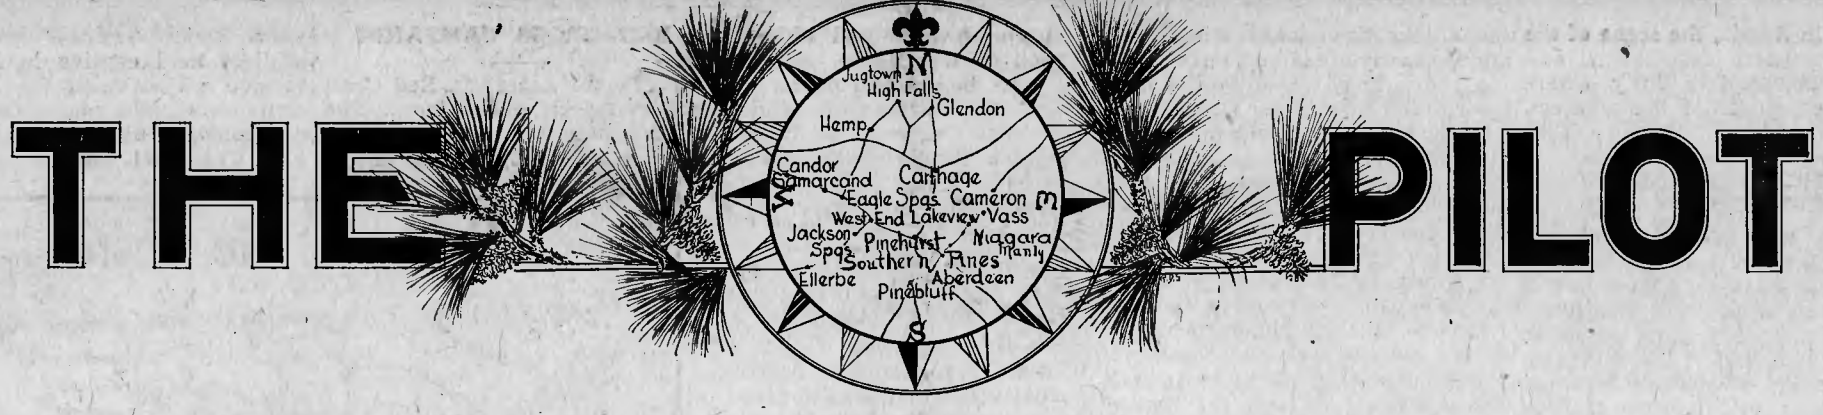 THE PILOT
N
Jugtown
High Falls
Glendon
Hemp
Candor
Samarcand
Carthage
Eagle Spgs. Cameron
W
E
West End Lakeview Vass
Jackson Spgs
Pinehurst
Niagara
Manly
Southern Pines
Ellerbe
Aberdeen
Pinebluff
S